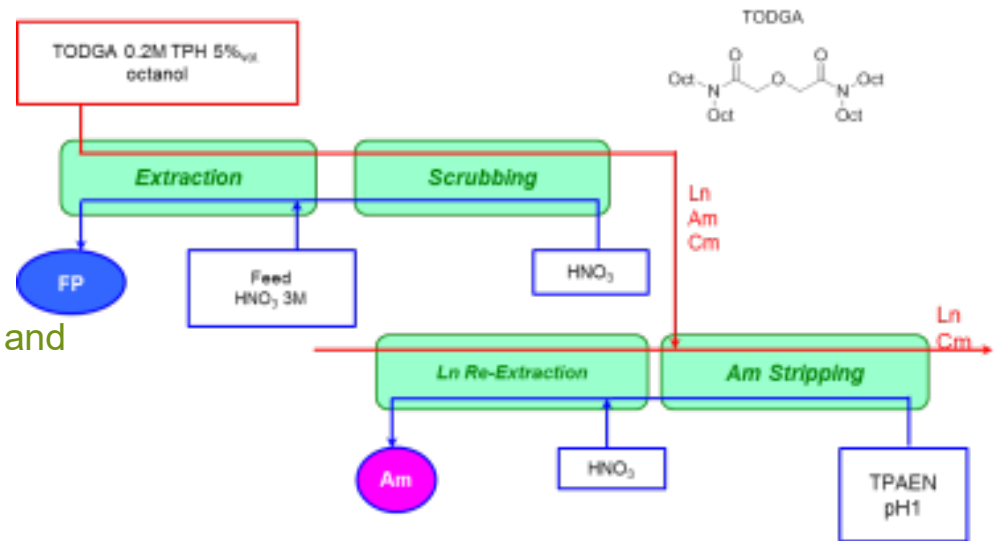 TODGA
TODGA 0.2M TPH 5%vol.
octanol
O
O
Oct
N
O
N
Oct
Oct
Oct
Extraction
Scrubbing
Ln
Am
Cm
FP
Feed
HNO3 3M
HNO3
and
Ln
Cm
Ln Re-Extraction
Am Stripping
Am
HNO3
TPAEN
pH1